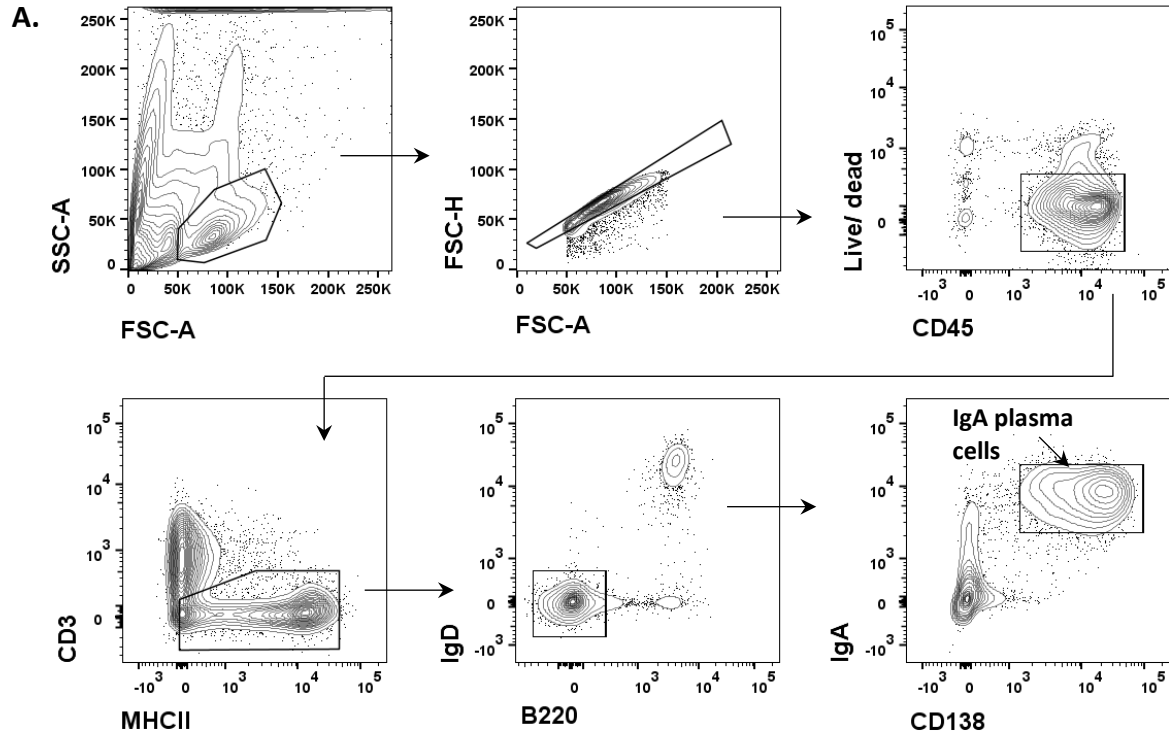 A.
250K
200K
150K
100K
50K
0
SSC-A
0 50K 100K 150K 200K 250K
FSC-A
250K
200K
150K
100K
50K
0
FSC-H
0 50K 100K 150K 200K 250K
FSC-A
10^5
10^4
10^3
0
Live/ dead
-10^3 0 10^3 10^4 10^5
CD45
10^5
10^4
10^3
0
CD3
-10^3 0 10^3 10^4 10^5
MHCII
10^5
10^4
10^3
0
-10^3
IgD
0 10^3 10^4 10^5
B220
IgA plasma
cells
10^5
10^4
10^3
0
-10^3
IgA
0 10^3 10^4 10^5
CD138